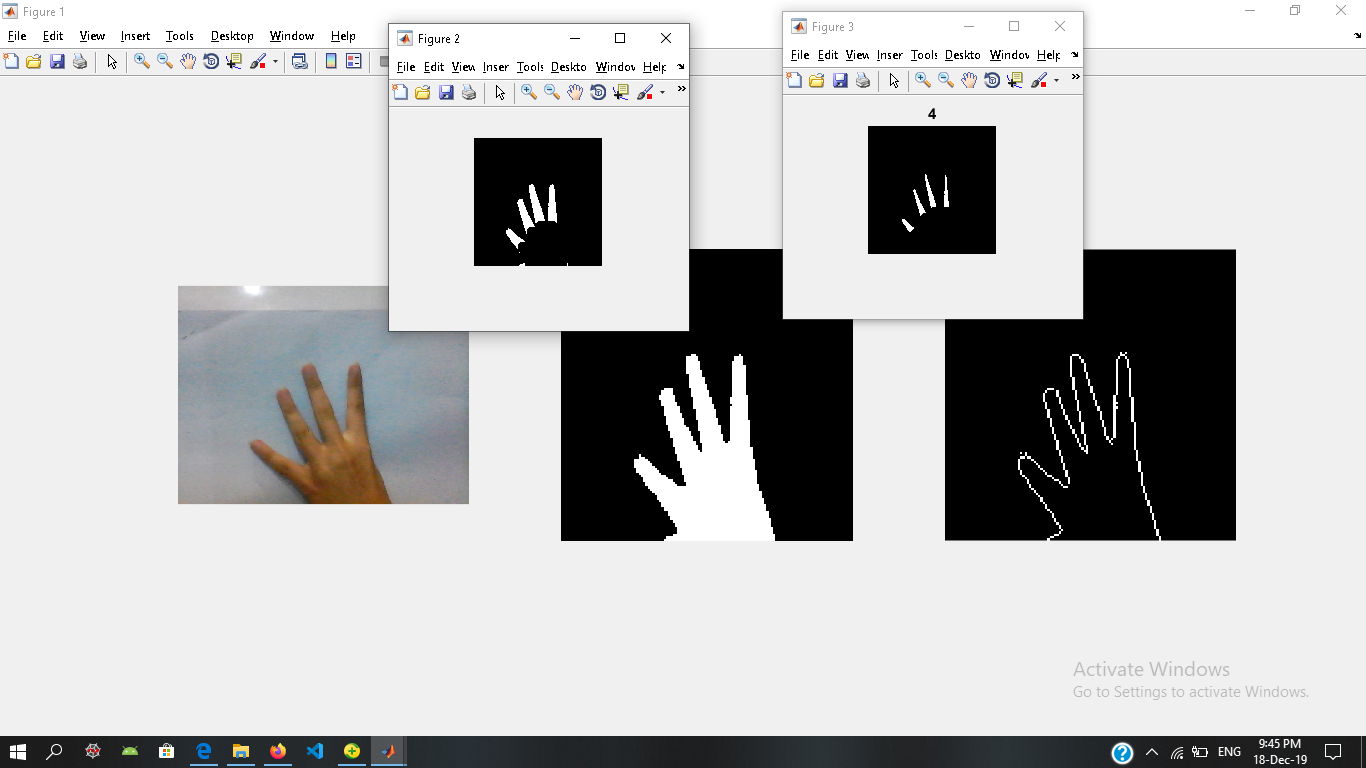 Figure 1
File Edit View Insert Tools Desktop Window Help
Figure 2
File Edit View Inser Tools Deskto Window Help
Figure 3
File Edit View Inser Tools Deskto Window Help
4
Activate Windows
Go to Settings to activate Windows.
ENG
9:45 PM
18-Dec-19